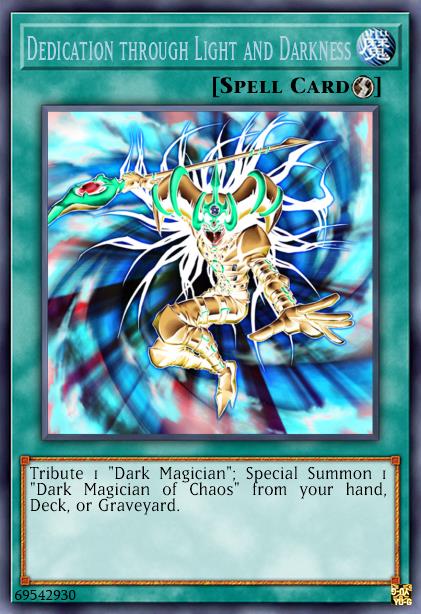 Dedication through Light and Darkness 魔
[Spell Card]
Tribute 1 "Dark Magician"; Special Summon 1
"Dark Magician of Chaos" from your hand,
Deck, or Graveyard.
69542930